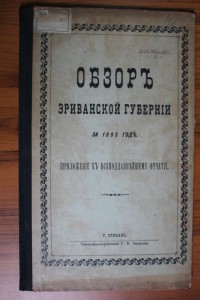 ОБЗОРЪ
ЭРИВАНСКОЙ ГУБЕРНІИ
ЗА 1895 ГОДЪ.
ПРИЛОЖЕНІЕ КЪ ВСЕПОДДАННѢЙШЕМУ ОТЧЕТУ.
Г. ЭРИВАНЬ.